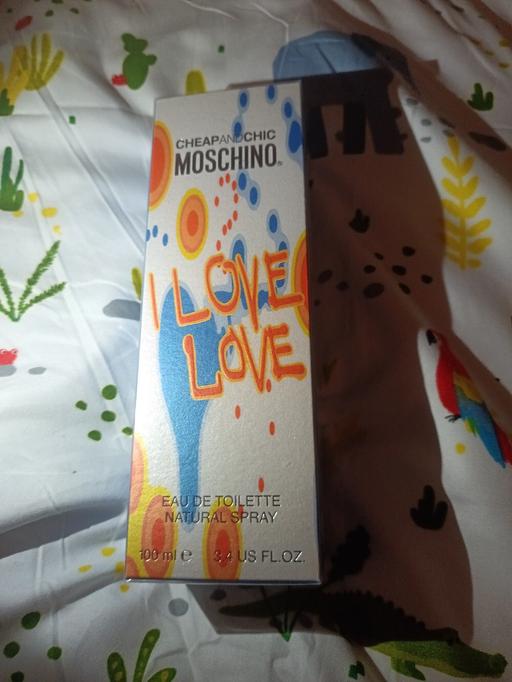 CHEAPANDCHIC
MOSCHINO®
I LOVE
LOVE
EAU DE TOILETTE
NATURAL SPRAY
100 ml ℮ 3.4 US FL.OZ.